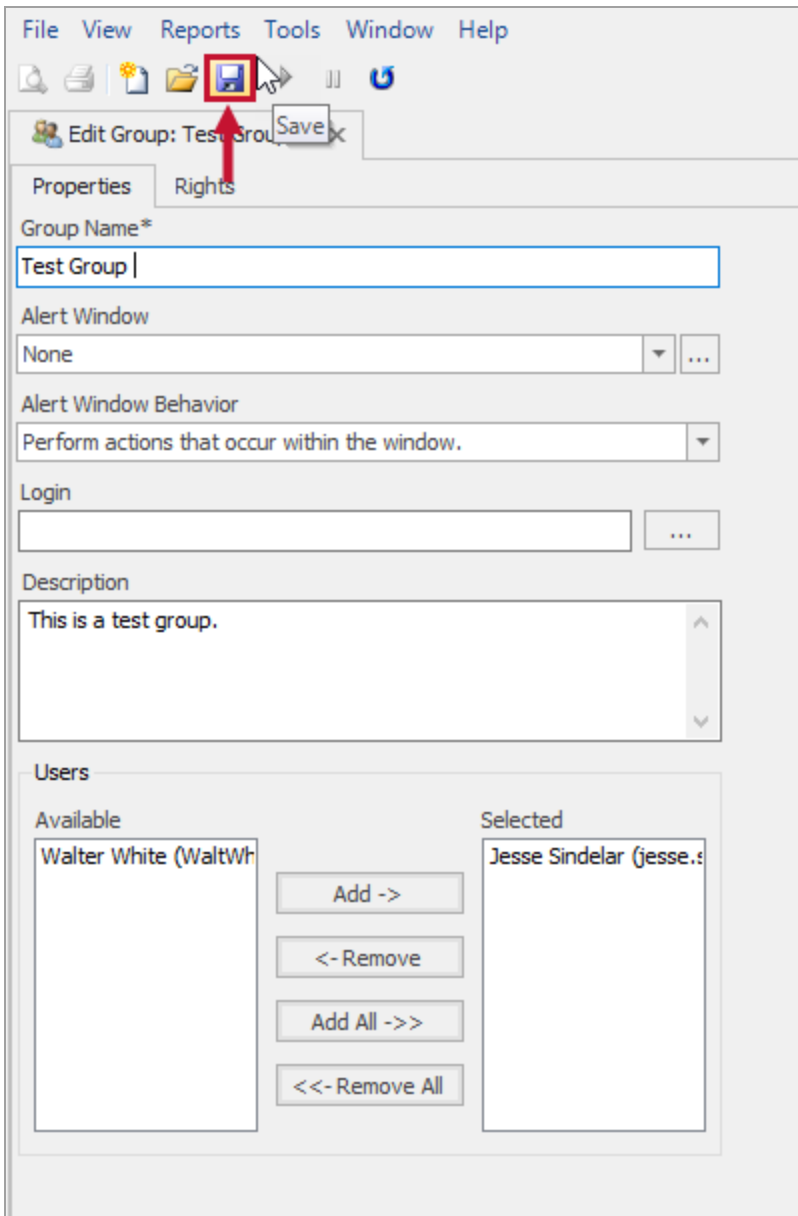 File View Reports Tools Window Help
Save
Edit Group: Test Grou
Properties Rights
Group Name*
Test Group
Alert Window
None
...
Alert Window Behavior
Perform actions that occur within the window.
Login
...
Description
This is a test group.
Users
Available Selected
Walter White (WaltWh Jesse Sindelar (jesse.s
Add ->
<- Remove
Add All ->>
<<- Remove All